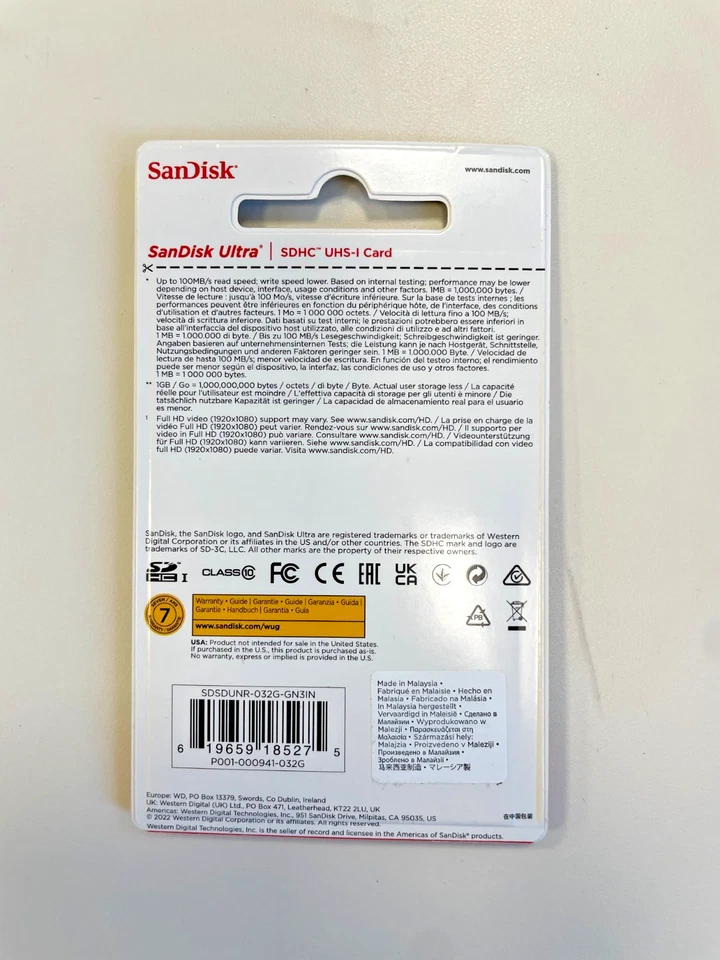 SanDisk®
www.sandisk.com
SanDisk Ultra® | SDHC™ UHS-I Card
* Up to 100MB/s read speed; write speed lower. Based on internal testing; performance may be lower
depending on host device, interface, usage conditions and other factors. 1MB = 1,000,000 bytes. /
Vitesse de lecture : jusqu'à 100 Mo/s, vitesse d'écriture inférieure. Sur la base de tests internes ; les
performances peuvent être inférieures en fonction du périphérique hôte, de l'interface, des conditions
d'utilisation et d'autres facteurs. 1 Mo = 1 000 000 octets. / Velocità di lettura fino a 100 MB/s;
velocità di scrittura inferiore. Dati basati su test interni; le prestazioni potrebbero essere inferiori in
base all'interfaccia del dispositivo host utilizzato, alle condizioni di utilizzo e ad altri fattori.
1 MB = 1.000.000 di byte. / Bis zu 100 MB/s Lesegeschwindigkeit; Schreibgeschwindigkeit ist geringer.
Angaben basieren auf unternehmensinternen Tests; die Leistung kann je nach Hostgerät, Schnittstelle,
Nutzungsbedingungen und anderen Faktoren geringer sein. 1 MB = 1.000.000 Byte. / Velocidad de
lectura de hasta 100 MB/s; menor velocidad de escritura. En función del testeo interno; el rendimiento
puede ser menor según el dispositivo, la interfaz, las condiciones de uso y otros factores.
1 MB = 1 000 000 bytes.
** 1GB / Go = 1,000,000,000 bytes / octets / di byte / Byte. Actual user storage less / La capacité
réelle pour l'utilisateur est moindre / L'effettiva capacità di storage per gli utenti è minore / Die
tatsächlich nutzbare Kapazität ist geringer / La capacidad de almacenamiento real para el usuario
es menor.
¹ Full HD video (1920x1080) support may vary. See www.sandisk.com/HD. / La prise en charge de la
vidéo Full HD (1920x1080) peut varier. Rendez-vous sur www.sandisk.com/HD. / Il supporto per
video in Full HD (1920x1080) può variare. Consultare www.sandisk.com/HD. / Videounterstützung
für Full HD (1920x1080) kann variieren. Siehe www.sandisk.com/HD. / La compatibilidad con video
full HD (1920x1080) puede variar. Visita www.sandisk.com/HD.
SanDisk, the SanDisk logo, and SanDisk Ultra are registered trademarks or trademarks of Western
Digital Corporation or its affiliates in the US and/or other countries. The SDHC mark and logo are
trademarks of SD-3C, LLC. All other marks are the property of their respective owners.
SD HC I CLASS 10 FC CE EAC UK CA
7
Warranty • Guide | Garantie • Guide | Garanzia • Guida |
Garantie • Handbuch | Garantía • Guía
www.sandisk.com/wug
PB
USA: Product not intended for sale in the United States.
If purchased in the U.S., this product is purchased as-is.
No warranty, express or implied is provided in the U.S.
SDSDUNR-032G-GN3IN
6 19659 18527 5
P001-000941-032G
Made in Malaysia •
Fabriqué en Malaisie • Hecho en
Malasia • Fabricado na Malásia •
In Malaysia hergestellt •
Vervaardigd in Maleisië • Сделано в
Малайзии • Wyprodukowano w
Malezji • Παρασκευάζεται στη
Μαλαισία • Származási hely:
Malajzia • Proizvedeno v Maleziji •
Произведено в Малайзия •
Зроблено в Малайзії •
马来西亚制造 • マレーシア製
Europe: WD, PO Box 13379, Swords, Co Dublin, Ireland
UK: Western Digital (UK) Ltd., PO Box 471, Leatherhead, KT22 2LU, UK
Americas: Western Digital Technologies, Inc., 951 SanDisk Drive, Milpitas, CA 95035, US
© 2022 Western Digital Corporation or its affiliates. All rights reserved.
Western Digital Technologies, Inc. is the seller of record and licensee in the Americas of SanDisk® products.
在中国包装